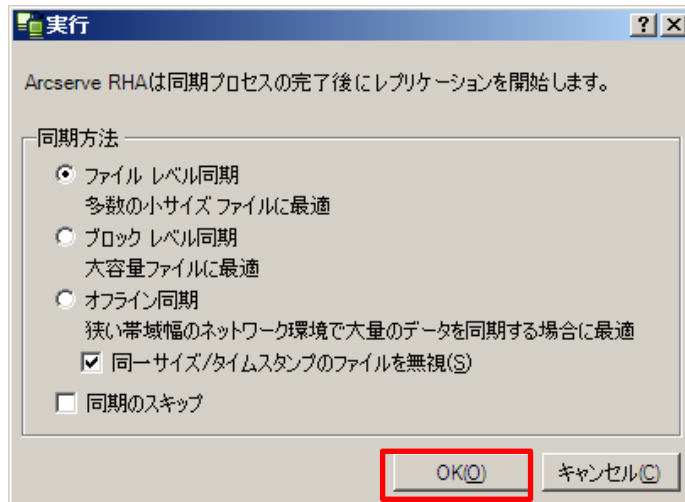 実行
Arcserve RHAは同期プロセスの完了後にレプリケーションを開始します。
同期方法
ファイル レベル同期
多数の小サイズ ファイルに最適
ブロック レベル同期
大容量ファイルに最適
オフライン同期
狭い帯域幅のネットワーク環境で大量のデータを同期する場合に最適
同一サイズ/タイムスタンプのファイルを無視(S)
同期のスキップ
OK(O) キャンセル(C)